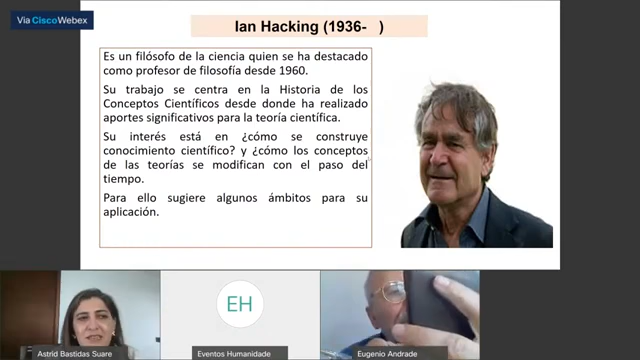 Via Cisco Webex
Ian Hacking (1936- )
Es un filósofo de la ciencia quien se ha destacado
como profesor de filosofía desde 1960.
Su trabajo se centra en la Historia de los
Conceptos Científicos desde donde ha realizado
aportes significativos para la teoría científica.
Su interés está en ¿cómo se construye
conocimiento científico? y ¿cómo los conceptos
de las teorías se modifican con el paso del
tiempo.
Para ello sugiere algunos ámbitos para su
aplicación.
EH
Astrid Bastidas Suare
Eventos Humanidade
Eugenio Andrade